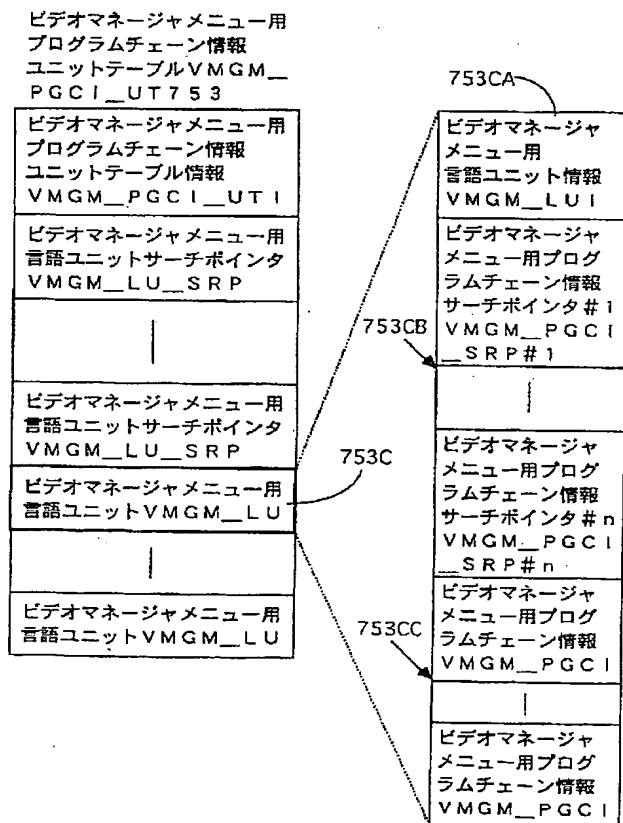 ビデオマネージャメニュー用
プログラムチェーン情報
ユニットテーブルVMGM_
PGCI_UT753
ビデオマネージャメニュー用
プログラムチェーン情報
ユニットテーブル情報
VMGM_PGCI_UTI
ビデオマネージャメニュー用
言語ユニットサーチポインタ
VMGM_LU_SRP
ビデオマネージャメニュー用
言語ユニットサーチポインタ
VMGM_LU_SRP
753C
ビデオマネージャメニュー用
言語ユニットVMGM_LU
ビデオマネージャメニュー用
言語ユニットVMGM_LU
753CA
ビデオマネージャ
メニュー用
言語ユニット情報
VMGM_LUI
ビデオマネージャ
メニュー用プログ
ラムチェーン情報
サーチポインタ#1
VMGM_PGCI
_SRP#1
753CB
ビデオマネージャ
メニュー用プログ
ラムチェーン情報
サーチポインタ#n
VMGM_PGCI
_SRP#n
ビデオマネージャ
メニュー用プログ
ラムチェーン情報
VMGM_PGCI
753CC
ビデオマネージャ
メニュー用プログ
ラムチェーン情報
VMGM_PGCI